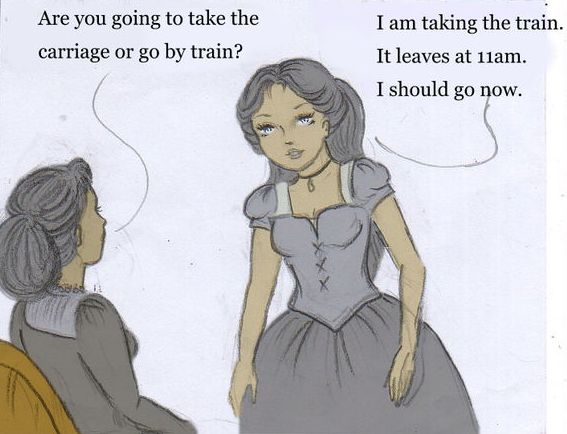 Are you going to take the
carriage or go by train?
I am taking the train.
It leaves at 11am.
I should go now.